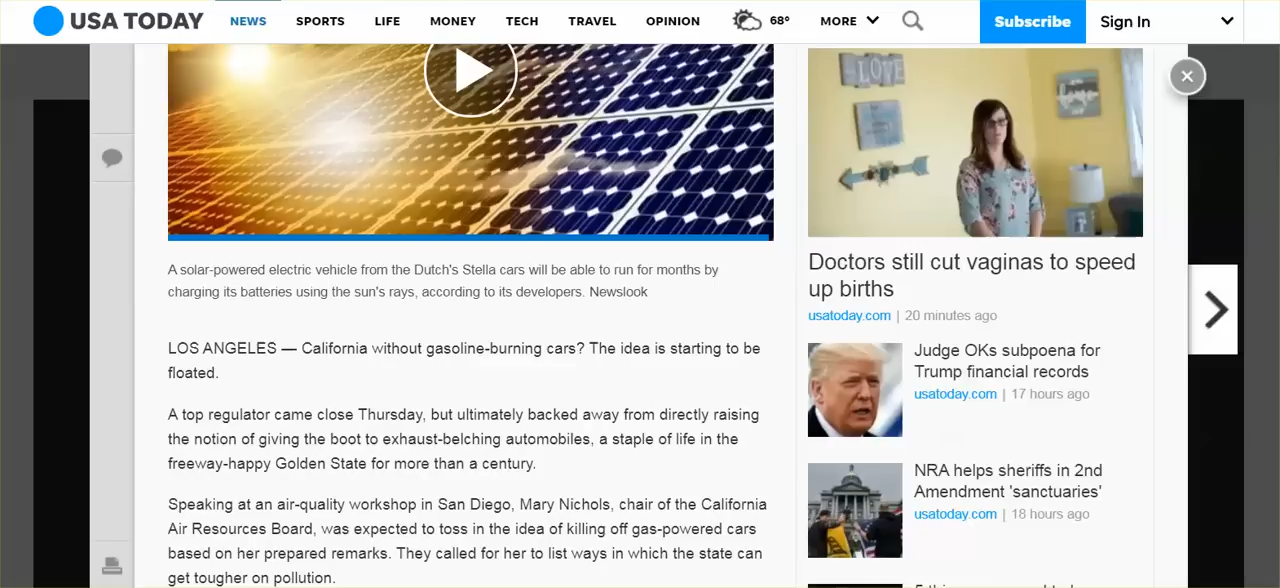 USA TODAY
NEWS
SPORTS
LIFE
MONEY
TECH
TRAVEL
OPINION
68°
MORE
Subscribe
Sign In
A solar-powered electric vehicle from the Dutch's Stella cars will be able to run for months by
charging its batteries using the sun's rays, according to its developers. Newslook
LOS ANGELES — California without gasoline-burning cars? The idea is starting to be
floated.
A top regulator came close Thursday, but ultimately backed away from directly raising
the notion of giving the boot to exhaust-belching automobiles, a staple of life in the
freeway-happy Golden State for more than a century.
Speaking at an air-quality workshop in San Diego, Mary Nichols, chair of the California
Air Resources Board, was expected to toss in the idea of killing off gas-powered cars
based on her prepared remarks. They called for her to list ways in which the state can
get tougher on pollution.
LOVE
Doctors still cut vaginas to speed
up births
usatoday.com | 20 minutes ago
Judge OKs subpoena for
Trump financial records
usatoday.com | 17 hours ago
NRA helps sheriffs in 2nd
Amendment 'sanctuaries'
usatoday.com | 18 hours ago